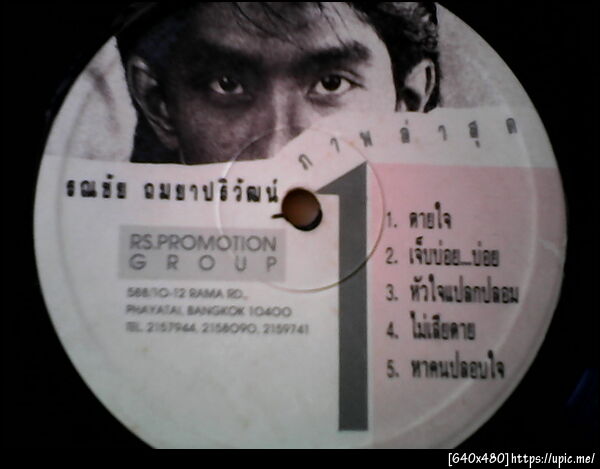 ภาพล่าสุด
รณชัย ถมยาปริวัฒน์
1
RS.PROMOTION
GROUP
588/10-12 RAMA RD.,
PHAYATAI, BANGKOK 10400
TEL. 2157944, 2158090, 2159741
1. ตายใจ
2. เจ็บบ่อย...บ่อย
3. หัวใจแปลกปลอม
4. ไม่เสียดาย
5. หาคนปลอบใจ
[640x480]https://upic.me/